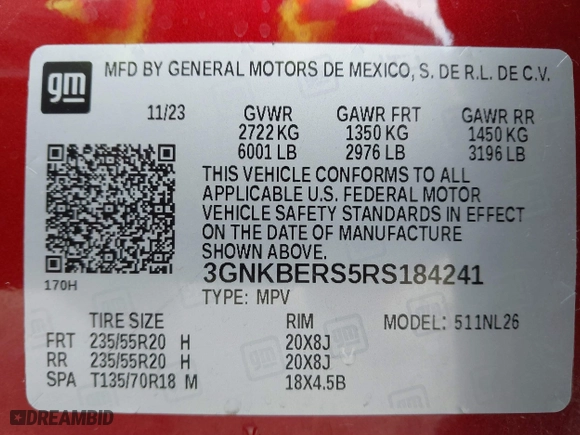 gm
MFD BY GENERAL MOTORS DE MEXICO, S. DE R.L. DE C.V.
11/23 GVWR GAWR FRT GAWR RR
2722 KG 1350 KG 1450 KG
6001 LB 2976 LB 3196 LB
THIS VEHICLE CONFORMS TO ALL
APPLICABLE U.S. FEDERAL MOTOR
VEHICLE SAFETY STANDARDS IN EFFECT
ON THE DATE OF MANUFACTURE
SHOWN ABOVE.
170H
3GNKBERS5RS184241
TYPE: MPV
TIRE SIZE RIM MODEL: 511NL26
FRT 235/55R20 H 20X8J
RR 235/55R20 H 20X8J
SPA T135/70R18 M 18X4.5B
DREAMBID